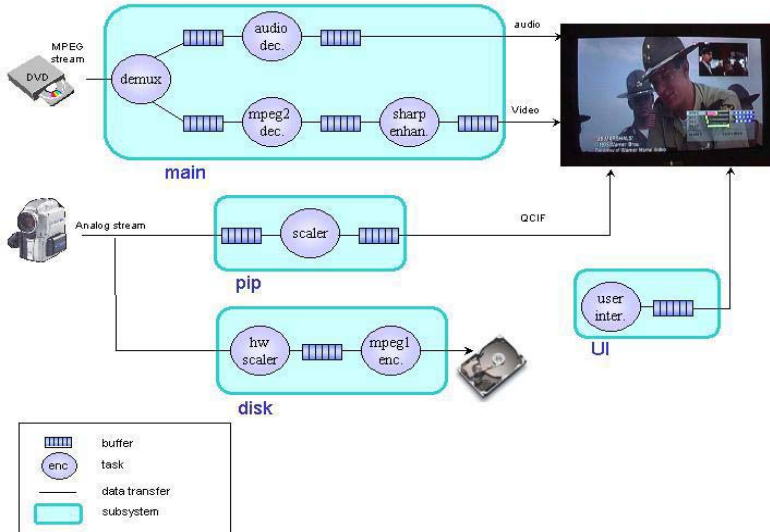 MPEG
stream
DVD
demux
audio
dec.
audio
mpeg2
dec.
sharp
enhan.
Video
main
Analog stream
scaler
QCIF
pip
user
inter.
UI
hw
scaler
mpeg1
enc.
disk
buffer
enc
task
data transfer
subsystem